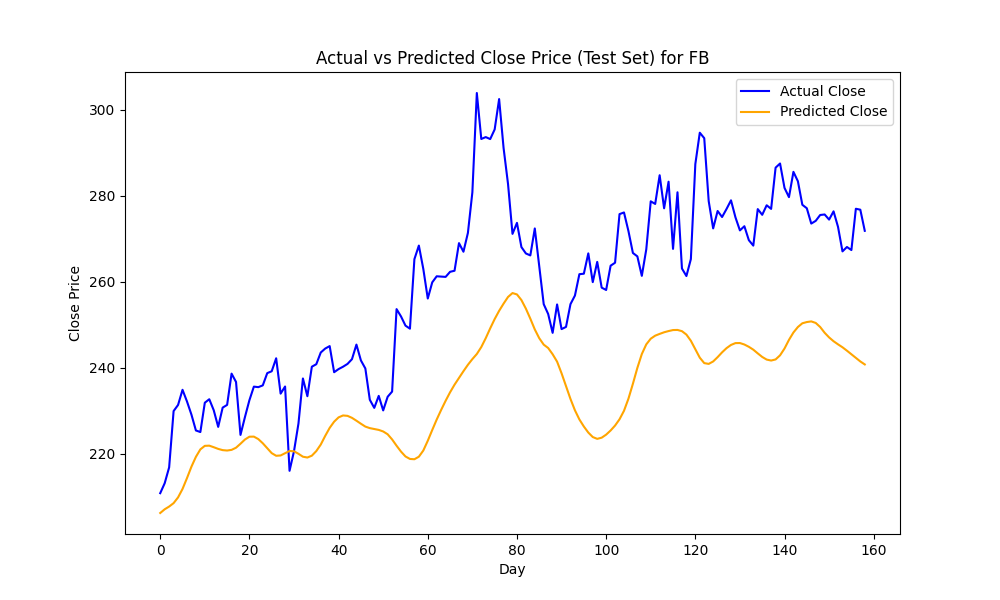 Actual vs Predicted Close Price (Test Set) for FB
Actual Close
Predicted Close
Close Price
300
280
260
240
220
0 20 40 60 80 100 120 140 160
Day